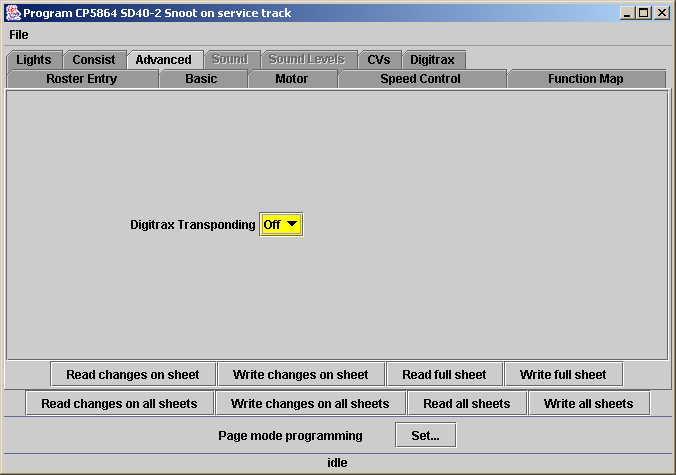 Program CP5864 SD40-2 Snoot on service track
File
Lights Consist Advanced Sound Sound Levels CVs Digitrax
Roster Entry Basic Motor Speed Control Function Map
Digitrax Transponding Off
Read changes on sheet Write changes on sheet Read full sheet Write full sheet
Read changes on all sheets Write changes on all sheets Read all sheets Write all sheets
Page mode programming Set...
idle